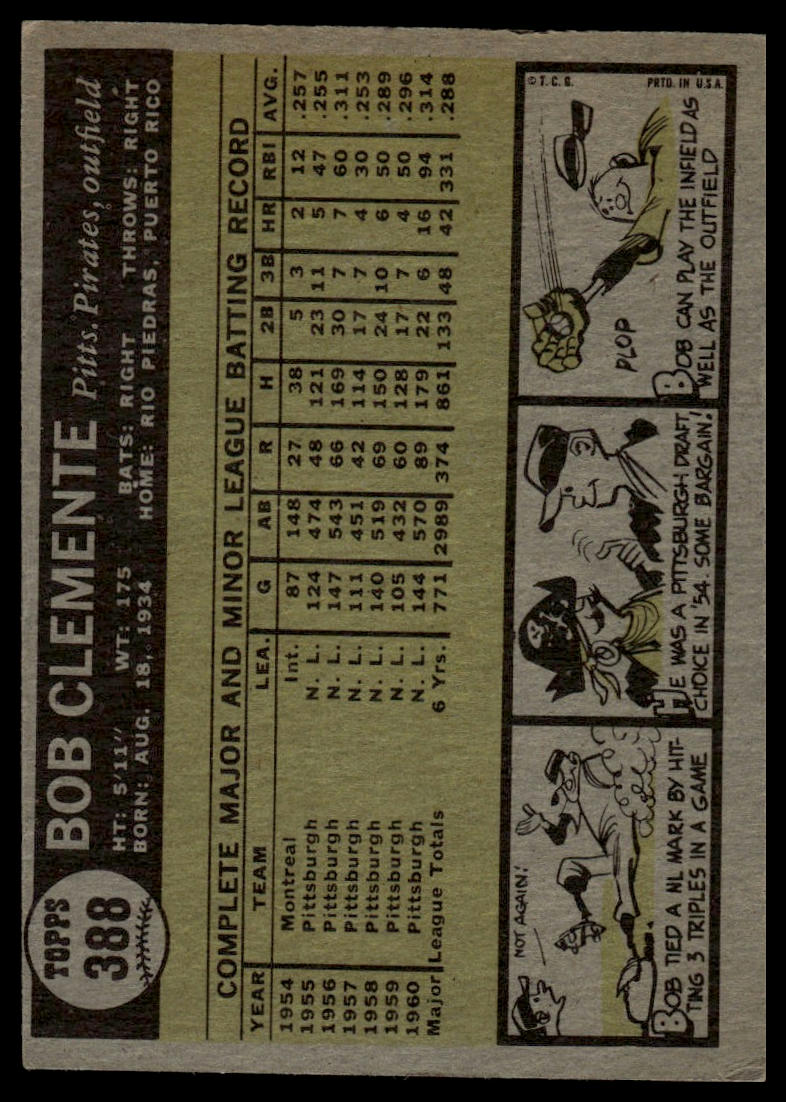 TOPPS
388
BOB CLEMENTE Pitts. Pirates, outfield
HT: 5'11" WT: 175 BATS: RIGHT THROWS: RIGHT
BORN: AUG. 18, 1934 HOME: RIO PIEDRAS, PUERTO RICO
COMPLETE MAJOR AND MINOR LEAGUE BATTING RECORD
YEAR TEAM LEA. G AB R H 2B 3B HR RBI AVG.
1954 Montreal Int. 87 148 27 38 5 3 2 12 .257
1955 Pittsburgh N. L. 124 474 48 121 23 11 5 47 .255
1956 Pittsburgh N. L. 147 543 66 169 30 7 7 60 .311
1957 Pittsburgh N. L. 111 451 42 114 17 7 4 30 .253
1958 Pittsburgh N. L. 140 519 69 150 24 10 6 50 .289
1959 Pittsburgh N. L. 105 432 60 128 17 7 4 50 .296
1960 Pittsburgh N. L. 144 570 89 179 22 6 16 94 .314
Major League Totals 6 Yrs. 771 2989 374 861 133 48 42 331 .288
NOT AGAIN!
BOB TIED A NL MARK BY HIT-
TING 3 TRIPLES IN A GAME
HE WAS A PITTSBURGH DRAFT
CHOICE IN '54. SOME BARGAIN!
© T. C. G. PRTD. IN U.S.A.
PLOP
BOB CAN PLAY THE INFIELD AS
WELL AS THE OUTFIELD